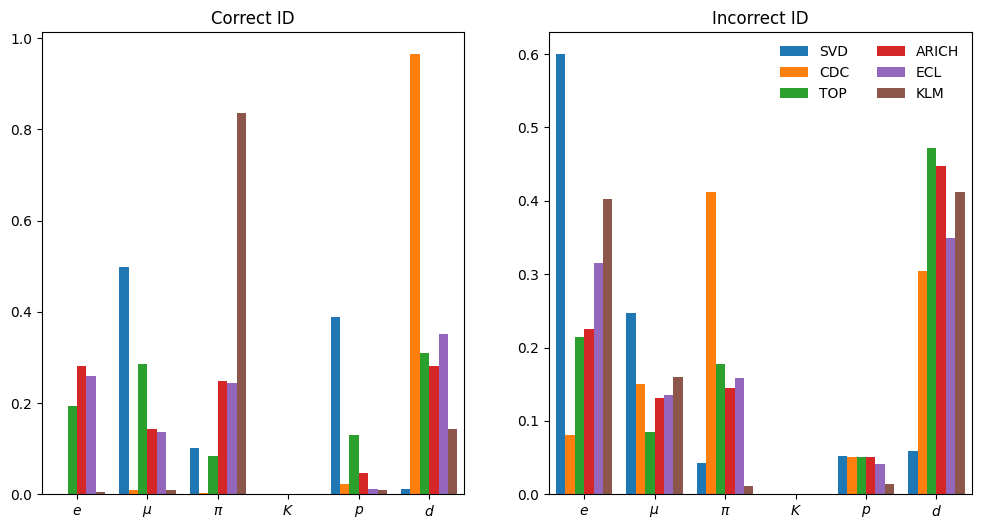 Correct ID
1.0
0.8
0.6
0.4
0.2
0.0
e μ π K p d
Incorrect ID
0.6
0.5
0.4
0.3
0.2
0.1
0.0
SVD ARICH
CDC ECL
TOP KLM
e μ π K p d